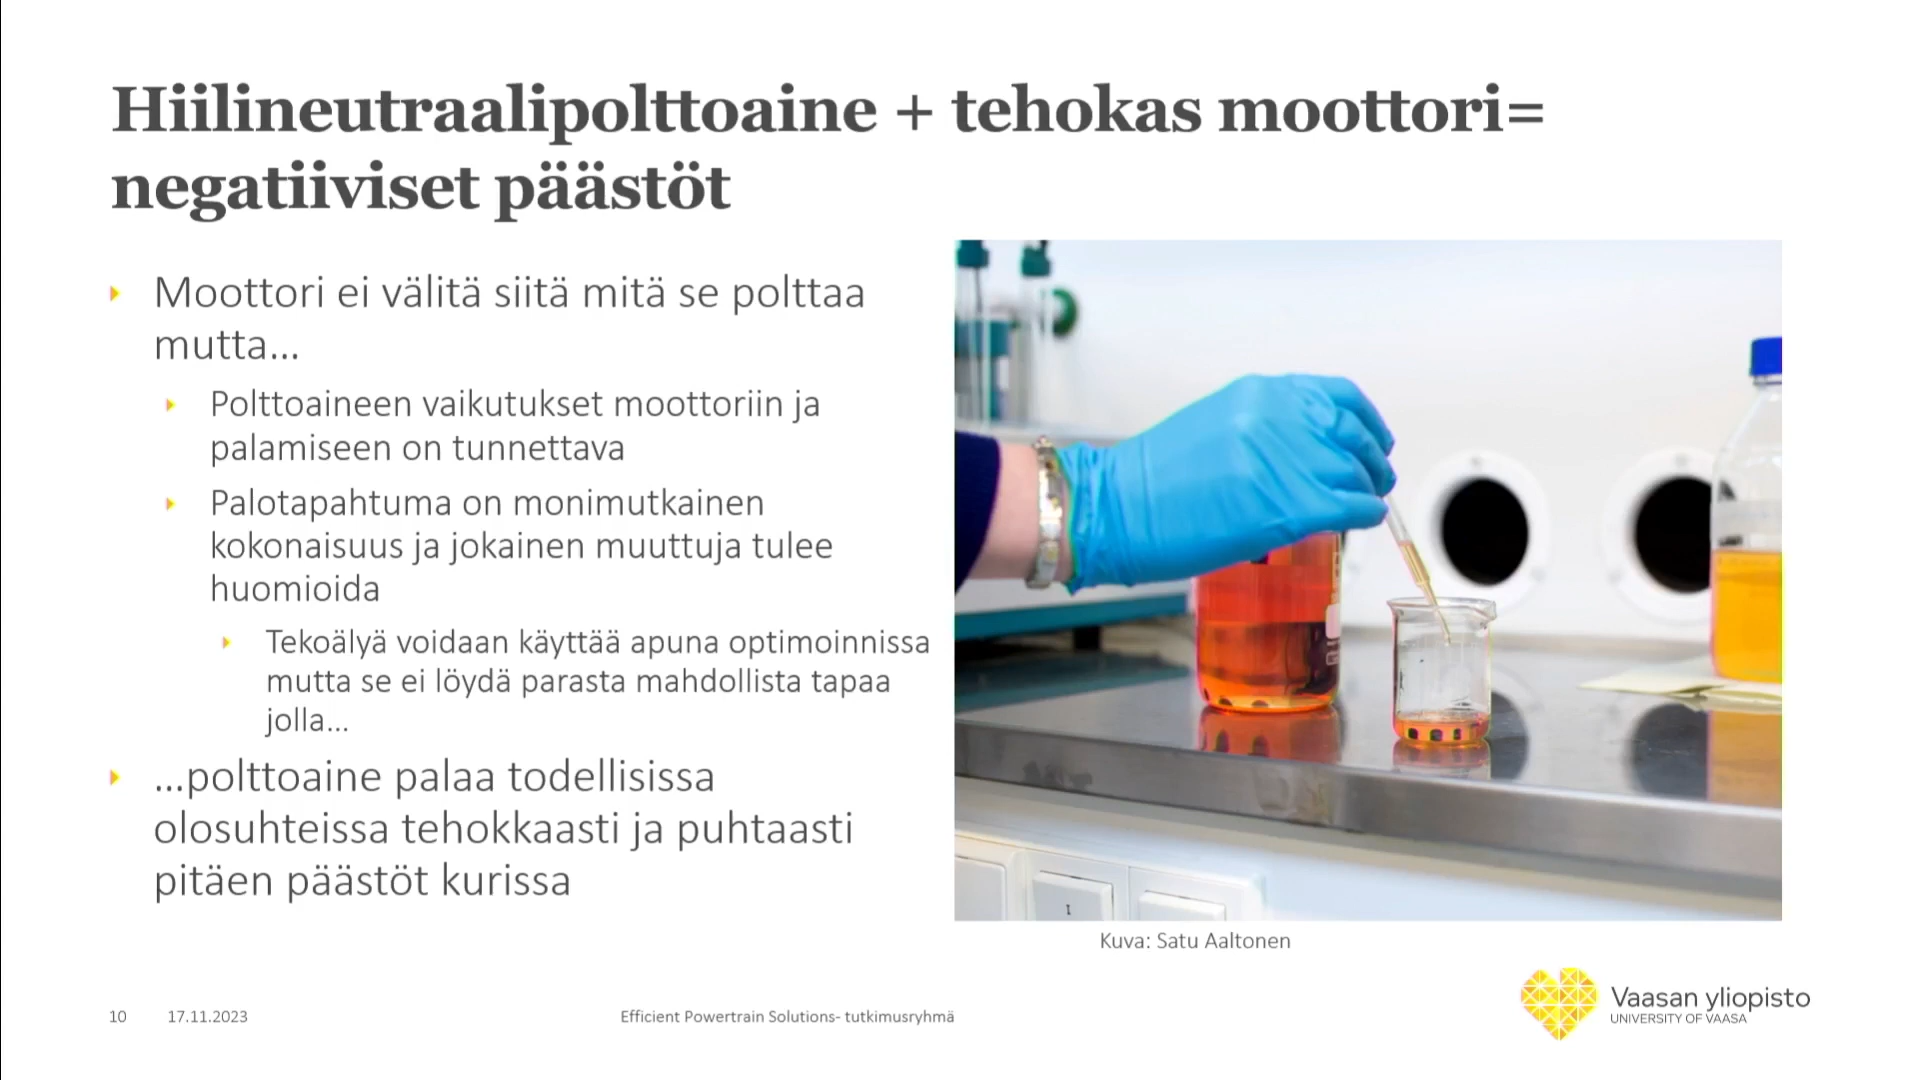 Hiilineutraalipolttoaine + tehokas moottori=
negatiiviset päästöt
Moottori ei välitä siitä mitä se polttaa
mutta...
Polttoaineen vaikutukset moottoriin ja
palamiseen on tunnettava
Palotapahtuma on monimutkainen
kokonaisuus ja jokainen muuttuja tulee
huomioida
Tekoälyä voidaan käyttää apuna optimoinnissa
mutta se ei löydä parasta mahdollista tapaa
jolla...
...polttoaine palaa todellisissa
olosuhteissa tehokkaasti ja puhtaasti
pitäen päästöt kurissa
I
Kuva: Satu Aaltonen
10
17.11.2023
Efficient Powertrain Solutions- tutkimusryhmä
Vaasan yliopisto
UNIVERSITY OF VAASA